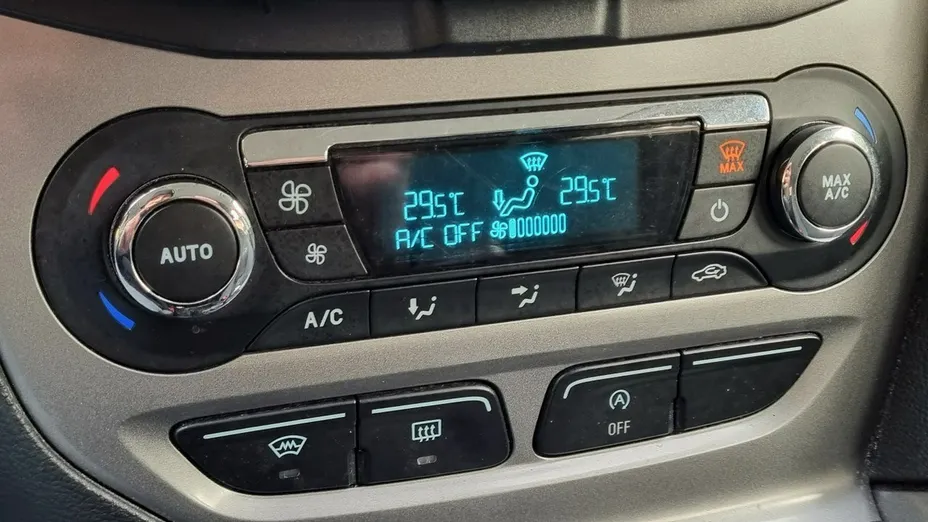 29.5°C 29.5°C
A/C OFF
MAX
AUTO
MAX
A/C
A/C
A
OFF